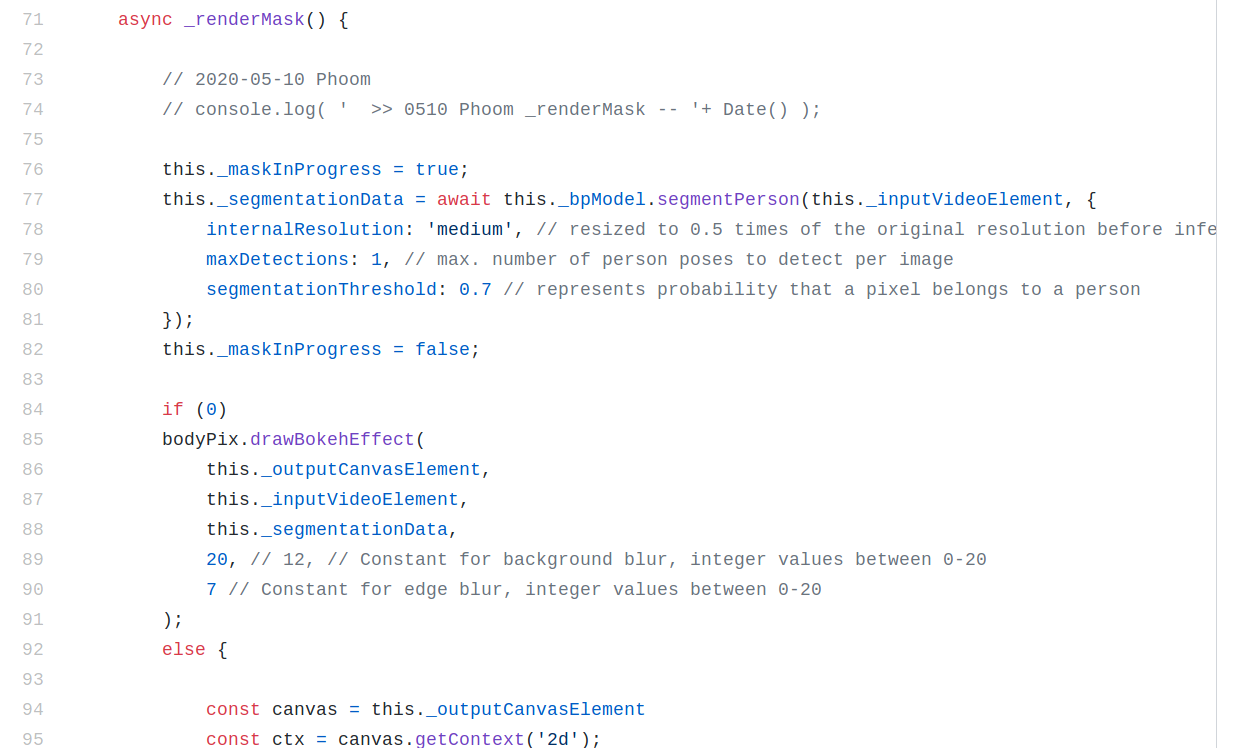 71 async _renderMask() {
72
73 // 2020-05-10 Phoom
74 // console.log( '  >> 0510 Phoom _renderMask -- '+ Date() );
75
76 this._maskInProgress = true;
77 this._segmentationData = await this._bpModel.segmentPerson(this._inputVideoElement, {
78 internalResolution: 'medium', // resized to 0.5 times of the original resolution before infe
79 maxDetections: 1, // max. number of person poses to detect per image
80 segmentationThreshold: 0.7 // represents probability that a pixel belongs to a person
81 });
82 this._maskInProgress = false;
83
84 if (0)
85 bodyPix.drawBokehEffect(
86 this._outputCanvasElement,
87 this._inputVideoElement,
88 this._segmentationData,
89 20, // 12, // Constant for background blur, integer values between 0-20
90 7 // Constant for edge blur, integer values between 0-20
91 );
92 else {
93
94 const canvas = this._outputCanvasElement
95 const ctx = canvas.getContext('2d');